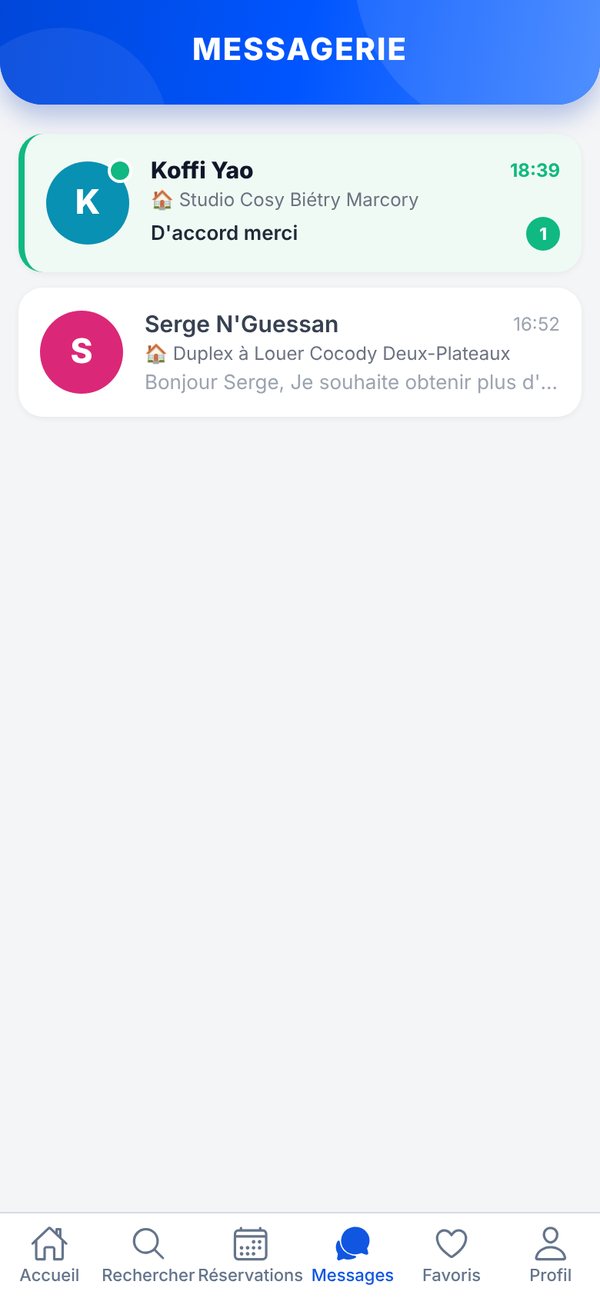 MESSAGERIE
K
Koffi Yao
18:39
🏠 Studio Cosy Biétry Marcory
D'accord merci
1
S
Serge N'Guessan
16:52
🏠 Duplex à Louer Cocody Deux-Plateaux
Bonjour Serge, Je souhaite obtenir plus d'...
Accueil Rechercher Réservations Messages Favoris Profil